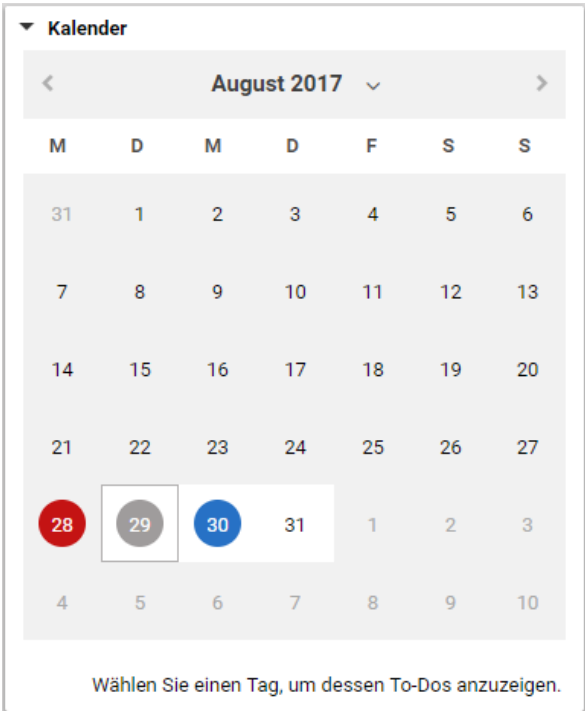 Kalender
August 2017
M D M D F S S
31 1 2 3 4 5 6
7 8 9 10 11 12 13
14 15 16 17 18 19 20
21 22 23 24 25 26 27
28 29 30 31 1 2 3
4 5 6 7 8 9 10
Wählen Sie einen Tag, um dessen To-Dos anzuzeigen.